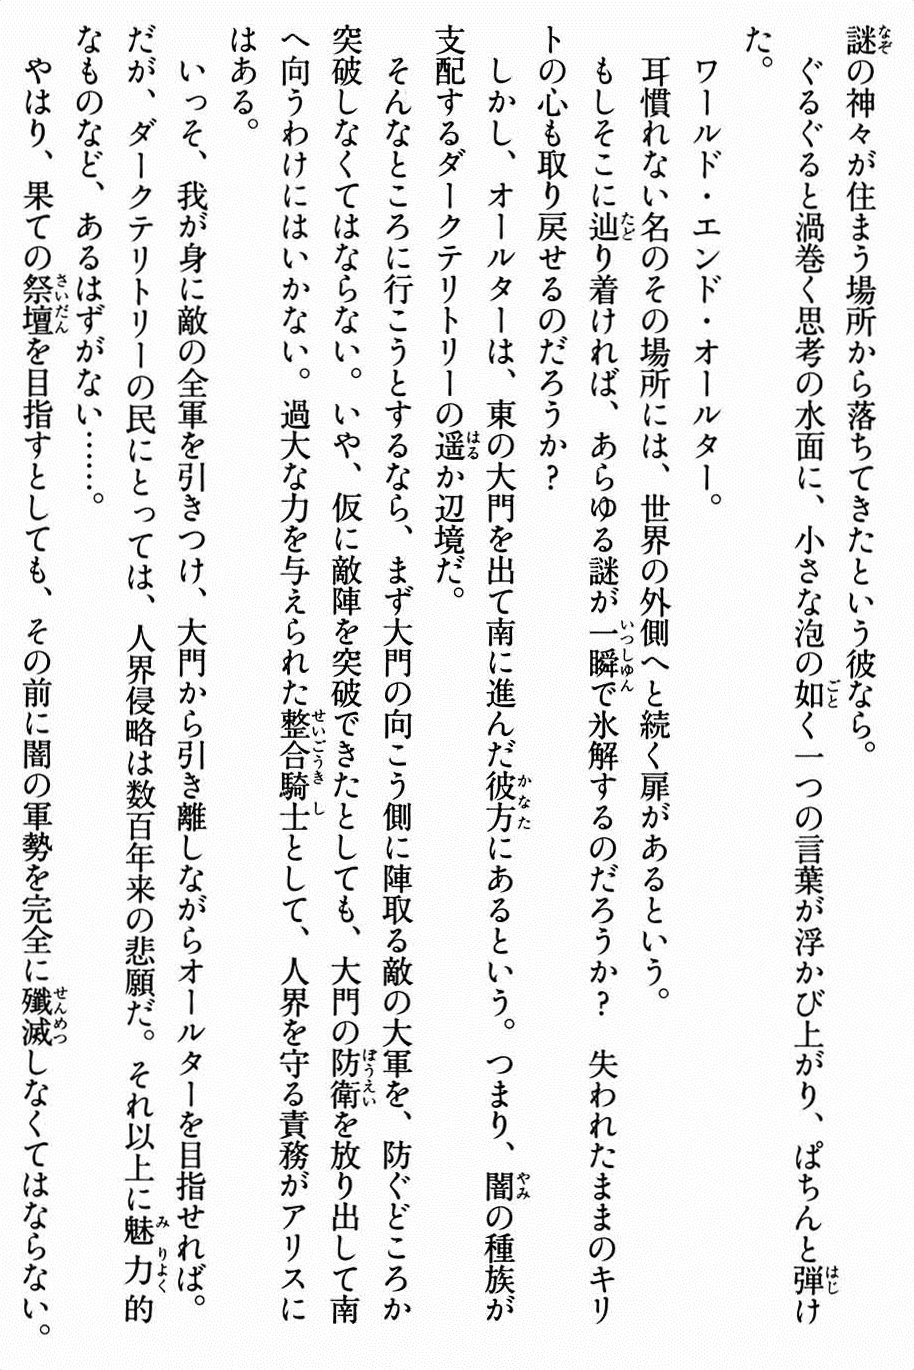 謎の神々が住まう場所から落ちてきたという彼なら。
ぐるぐると渦巻く思考の水面に、小さな泡の如く一つの言葉が浮かび上がり、ぱちんと弾け
た。
ワールド・エンド・オールター。
耳慣れない名のその場所には、世界の外側へと続く扉があるという。
もしそこに辿り着ければ、あらゆる謎が一瞬で氷解するのだろうか? 失われたままのキリ
トの心も取り戻せるのだろうか?
しかし、オールターは、東の大門を出て南に進んだ彼方にあるという。つまり、闇の種族が
支配するダークテリトリーの遥か辺境だ。
そんなところに行こうとするなら、まず大門の向こう側に陣取る敵の大軍を、防ぐどころか
突破しなくてはならない。いや、仮に敵陣を突破できたとしても、大門の防衛を放り出して南
へ向うわけにはいかない。過大な力を与えられた整合騎士として、人界を守る責務がアリスに
はある。
いっそ、我が身に敵の全軍を引きつけ、大門から引き離しながらオールターを目指せれば。
だが、ダークテリトリーの民にとっては、人界侵略は数百年来の悲願だ。それ以上に魅力的
なものなど、あるはずがない……。
やはり、果ての祭壇を目指すとしても、その前に闇の軍勢を完全に殲滅しなくてはならない。